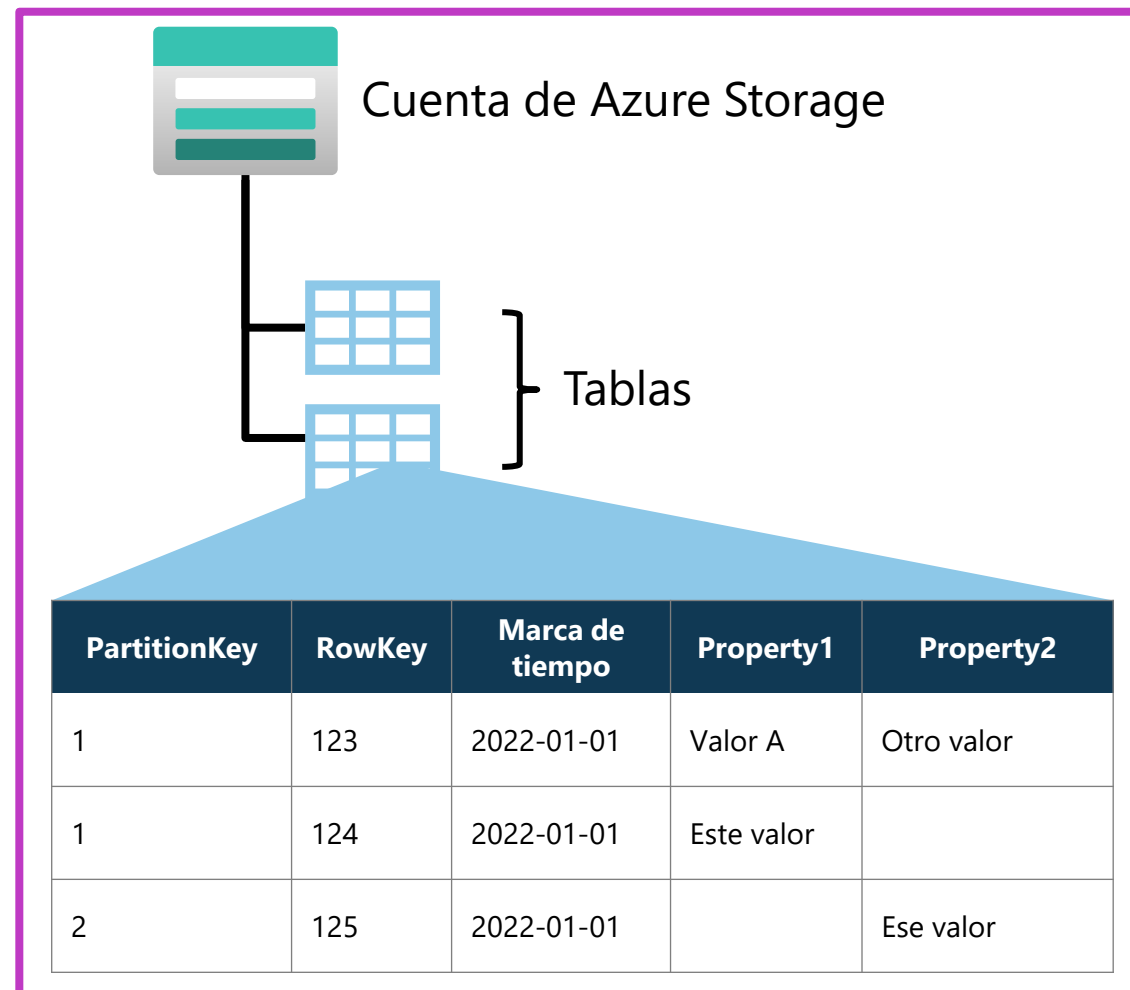 Cuenta de Azure Storage
Tablas
PartitionKey RowKey Marca de tiempo Property1 Property2
1 123 2022-01-01 Valor A Otro valor
1 124 2022-01-01 Este valor
2 125 2022-01-01 Ese valor